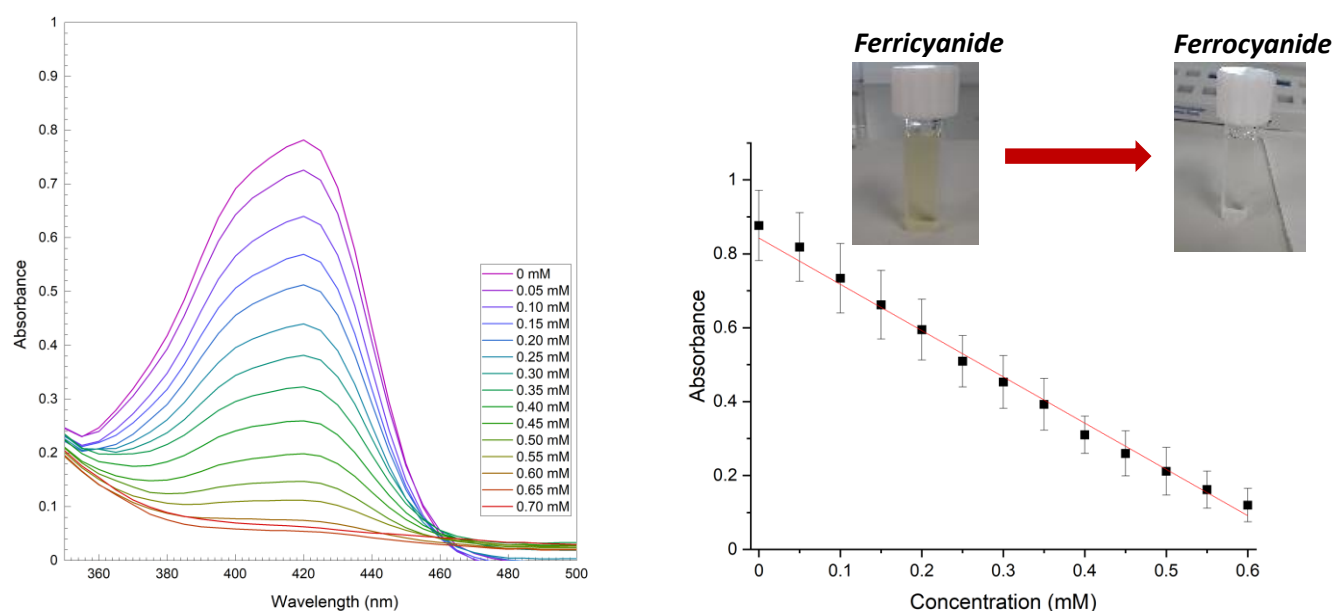 1
0.9
0.8
0.7
0.6
0.5
0.4
0.3
0.2
0.1
0
Absorbance
360
380
400
420
440
460
480
500
Wavelength (nm)
0 mM
0.05 mM
0.10 mM
0.15 mM
0.20 mM
0.25 mM
0.30 mM
0.35 mM
0.40 mM
0.45 mM
0.50 mM
0.55 mM
0.60 mM
0.65 mM
0.70 mM
Ferricyanide
Ferrocyanide
1
0.8
0.6
0.4
0.2
0
Absorbance
0
0.1
0.2
0.3
0.4
0.5
0.6
Concentration (mM)